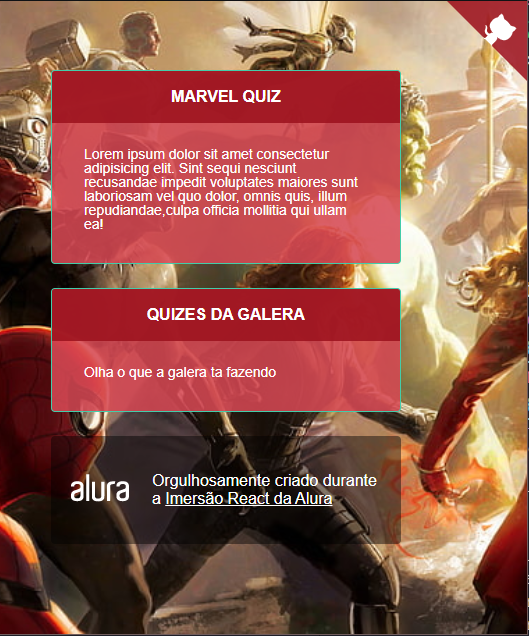 MARVEL QUIZ
Lorem ipsum dolor sit amet consectetur
adipisicing elit. Sint sequi nesciunt
recusandae impedit voluptates maiores sunt
laboriosam vel quo dolor, omnis quis, illum
repudiandae,culpa officia mollitia qui ullam
ea!
QUIZES DA GALERA
Olha o que a galera ta fazendo
alura
Orgulhosamente criado durante
a Imersão React da Alura